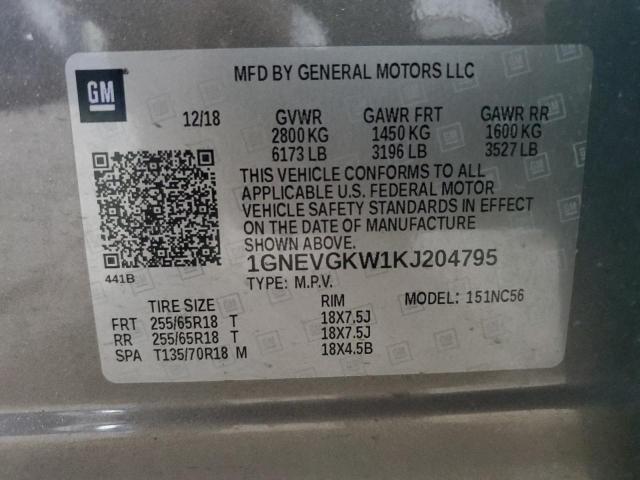 GM
MFD BY GENERAL MOTORS LLC
12/18 GVWR GAWR FRT GAWR RR
2800 KG 1450 KG 1600 KG
6173 LB 3196 LB 3527 LB
THIS VEHICLE CONFORMS TO ALL
APPLICABLE U.S. FEDERAL MOTOR
VEHICLE SAFETY STANDARDS IN EFFECT
ON THE DATE OF MANUFACTURE
SHOWN ABOVE.
441B
1GNEVGKW1KJ204795
TYPE: M.P.V.
TIRE SIZE RIM MODEL: 151NC56
FRT 255/65R18 T 18X7.5J
RR 255/65R18 T 18X7.5J
SPA T135/70R18 M 18X4.5B